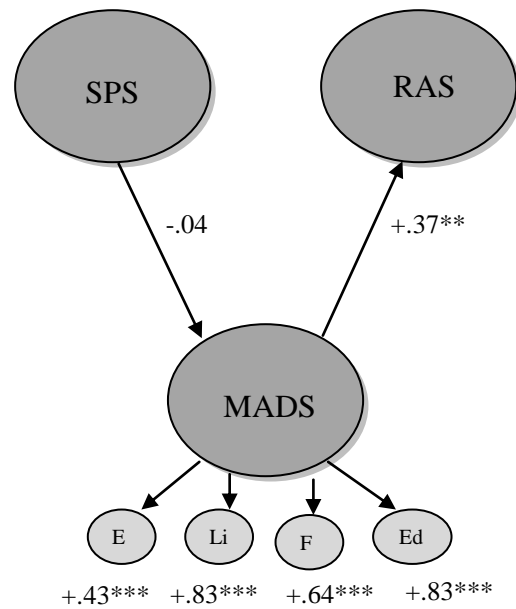 SPS
RAS
-.04
+.37**
MADS
E
Li
F
Ed
+.43***
+.83***
+.64***
+.83***